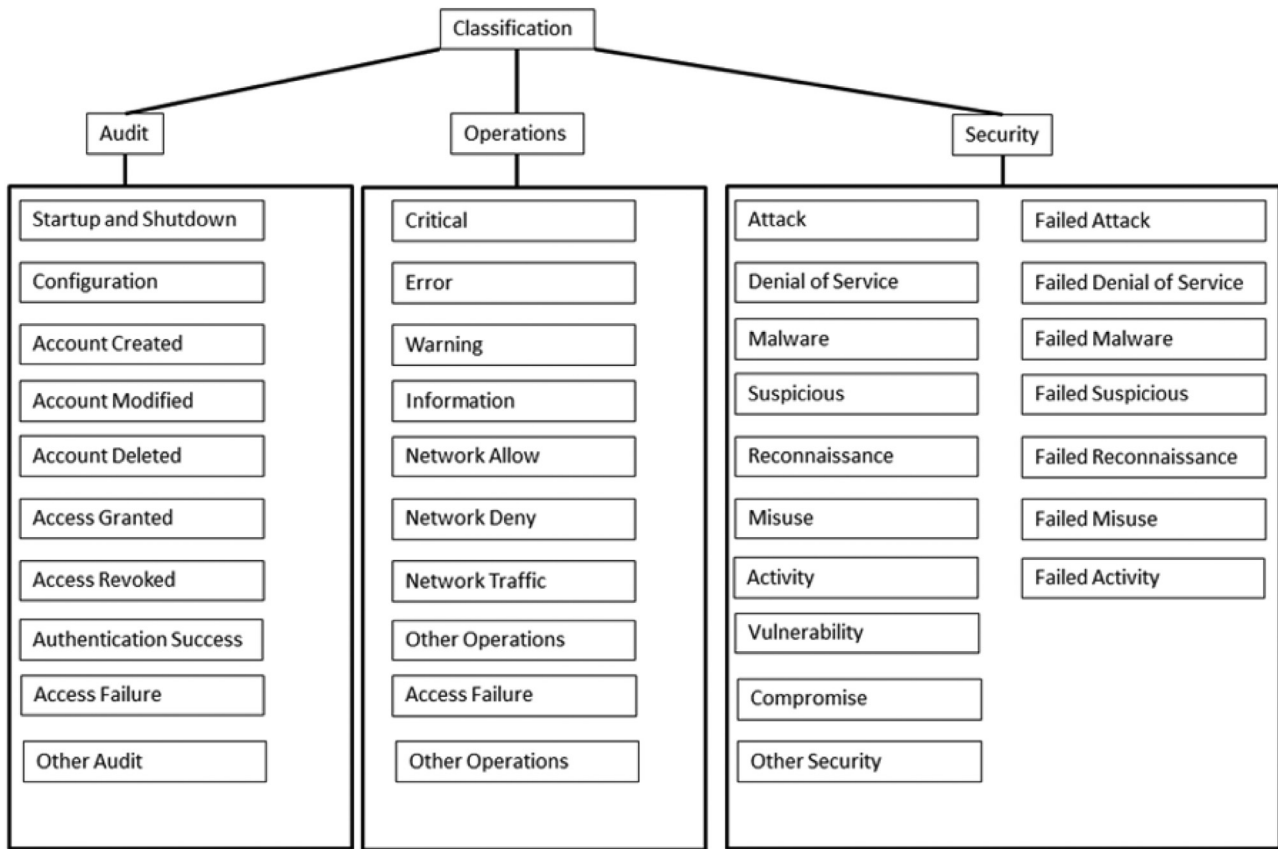 Classification
Audit
Operations
Security
Startup and Shutdown
Configuration
Account Created
Account Modified
Account Deleted
Access Granted
Access Revoked
Authentication Success
Access Failure
Other Audit
Critical
Error
Warning
Information
Network Allow
Network Deny
Network Traffic
Other Operations
Access Failure
Other Operations
Attack
Denial of Service
Malware
Suspicious
Reconnaissance
Misuse
Activity
Vulnerability
Compromise
Other Security
Failed Attack
Failed Denial of Service
Failed Malware
Failed Suspicious
Failed Reconnaissance
Failed Misuse
Failed Activity